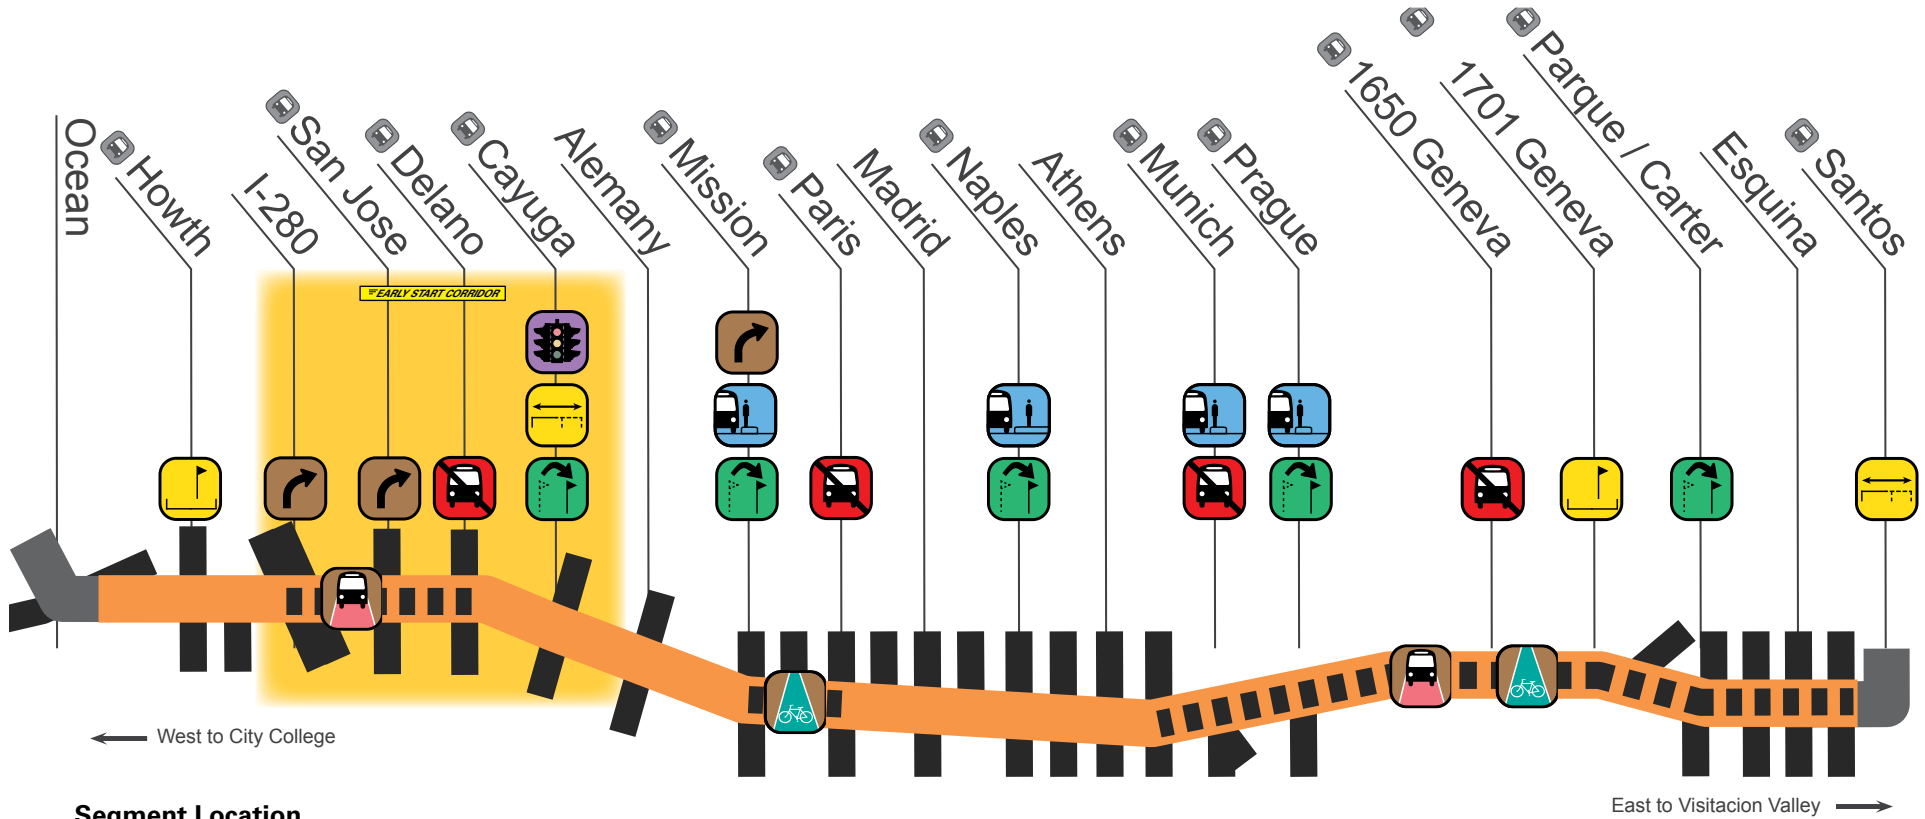 Ocean
Howth
I-280
San Jose
Delano
Cayuga
Alemany
Mission
Paris
Madrid
Naples
Athens
Munich
Prague
1650 Geneva
1701 Geneva
Parque / Carter
Esquina
Santos
EARLY START CORRIDOR
West to City College
East to Visitacion Valley
Segment Location